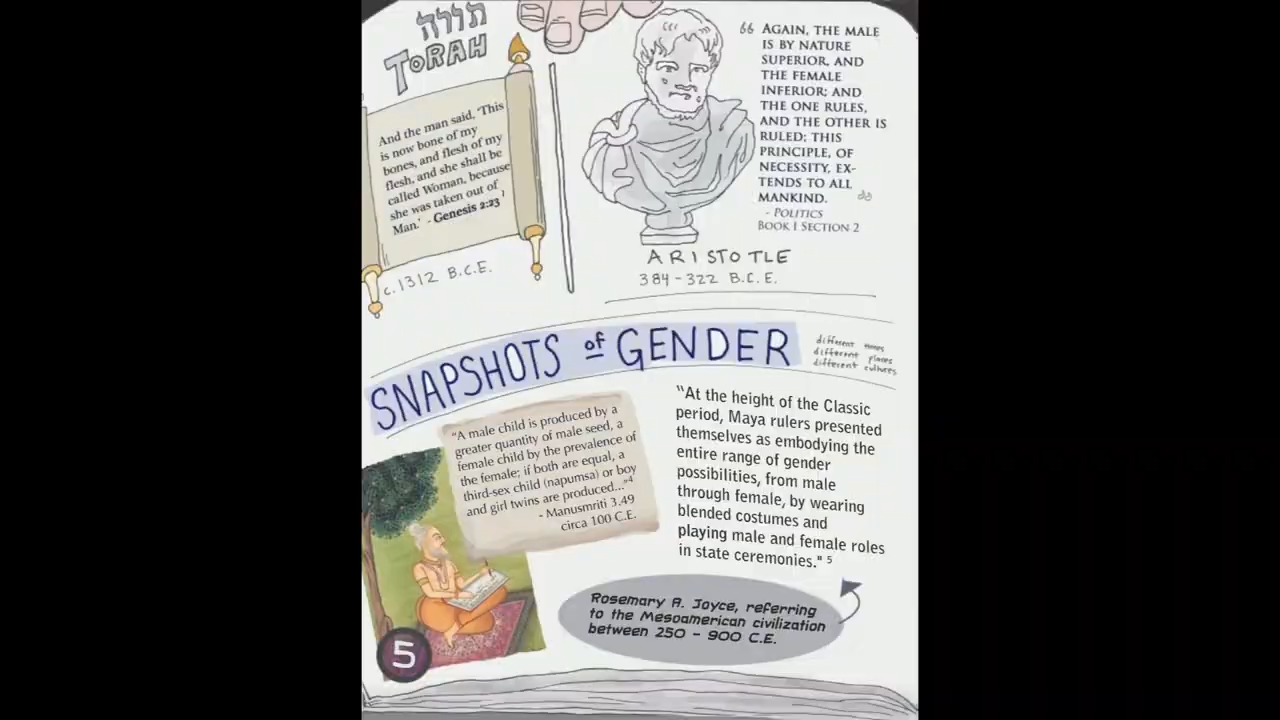 תורה
TORAH
And the man said, 'This
is now bone of my
bones, and flesh of my
flesh, and she shall be
called Woman, because
she was taken out of
Man.' - Genesis 2:23 1
c.1312 B.C.E.
“ AGAIN, THE MALE
IS BY NATURE
SUPERIOR, AND
THE FEMALE
INFERIOR; AND
THE ONE RULES,
AND THE OTHER IS
RULED; THIS
PRINCIPLE, OF
NECESSITY, EX-
TENDS TO ALL
MANKIND. ”
- POLITICS
BOOK I SECTION 2
ARISTOTLE
384-322 B.C.E.
SNAPSHOTS of GENDER
different times
different places
different cultures
"A male child is produced by a
greater quantity of male seed, a
female child by the prevalence of
the female; if both are equal, a
third-sex child (napumsa) or boy
and girl twins are produced..."4
- Manusmriti 3.49
circa 100 C.E.
"At the height of the Classic
period, Maya rulers presented
themselves as embodying the
entire range of gender
possibilities, from male
through female, by wearing
blended costumes and
playing male and female roles
in state ceremonies." 5
Rosemary A. Joyce, referring
to the Mesoamerican civilization
between 250 - 900 C.E.
5